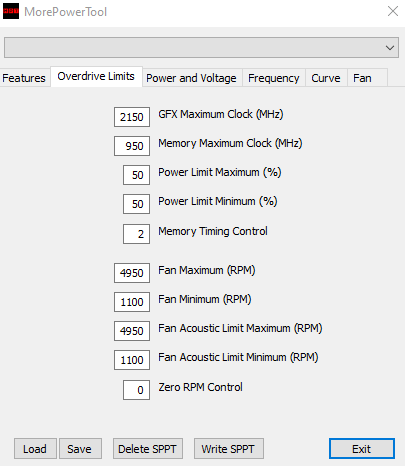 MorePowerTool
Features Overdrive Limits Power and Voltage Frequency Curve Fan
2150 GFX Maximum Clock (MHz)
950 Memory Maximum Clock (MHz)
50 Power Limit Maximum (%)
50 Power Limit Minimum (%)
2 Memory Timing Control
4950 Fan Maximum (RPM)
1100 Fan Minimum (RPM)
4950 Fan Acoustic Limit Maximum (RPM)
1100 Fan Acoustic Limit Minimum (RPM)
0 Zero RPM Control
Load Save Delete SPPT Write SPPT Exit